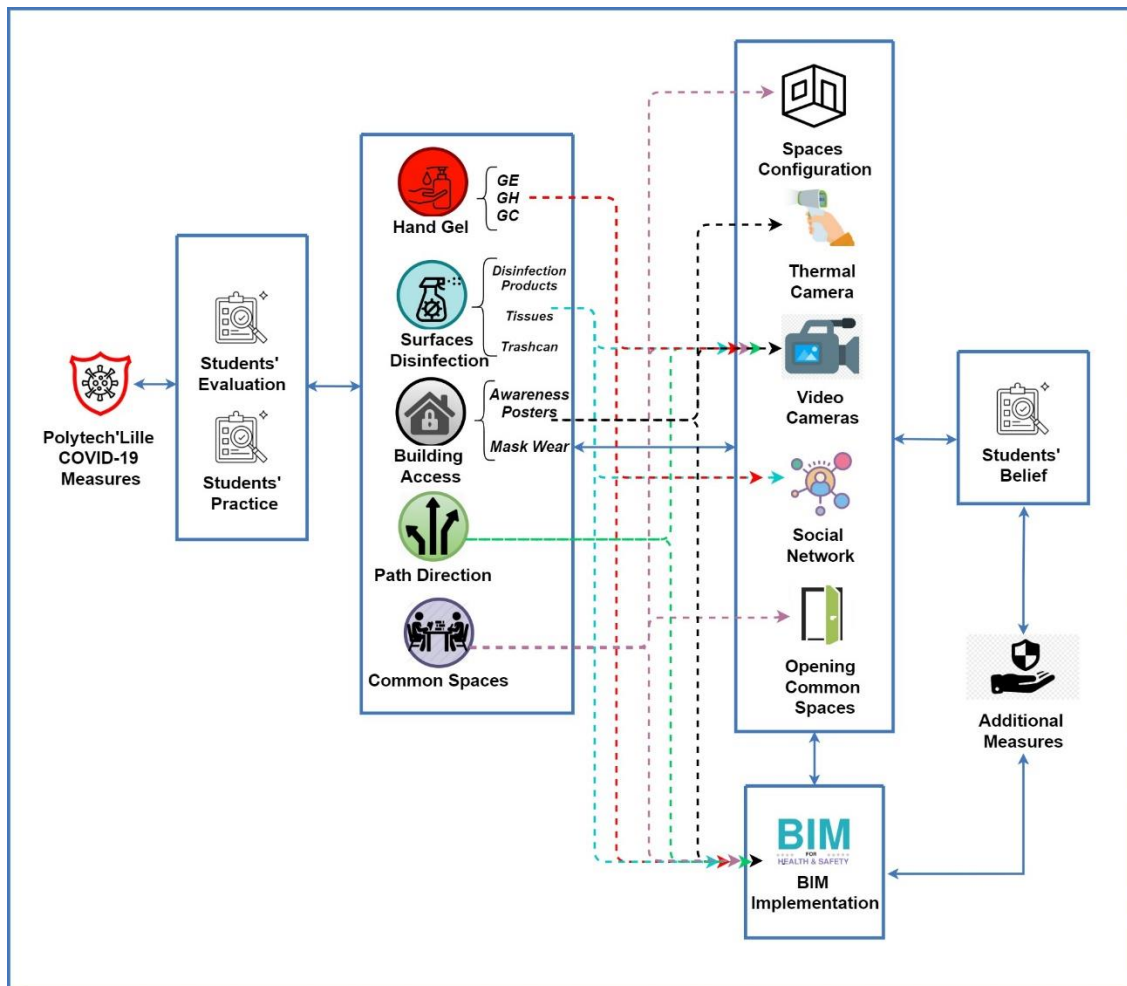 Polytech'Lille
COVID-19
Measures
Students'
Evaluation
Students'
Practice
Hand Gel
GE
GH
GC
Surfaces
Disinfection
Disinfection
Products
Tissues
Trashcan
Building
Access
Awareness
Posters
Mask Wear
Path Direction
Common Spaces
Spaces
Configuration
Thermal
Camera
Video
Cameras
Social
Network
Opening
Common
Spaces
BIM
FOR
HEALTH & SAFETY
BIM
Implementation
Students'
Belief
Additional
Measures